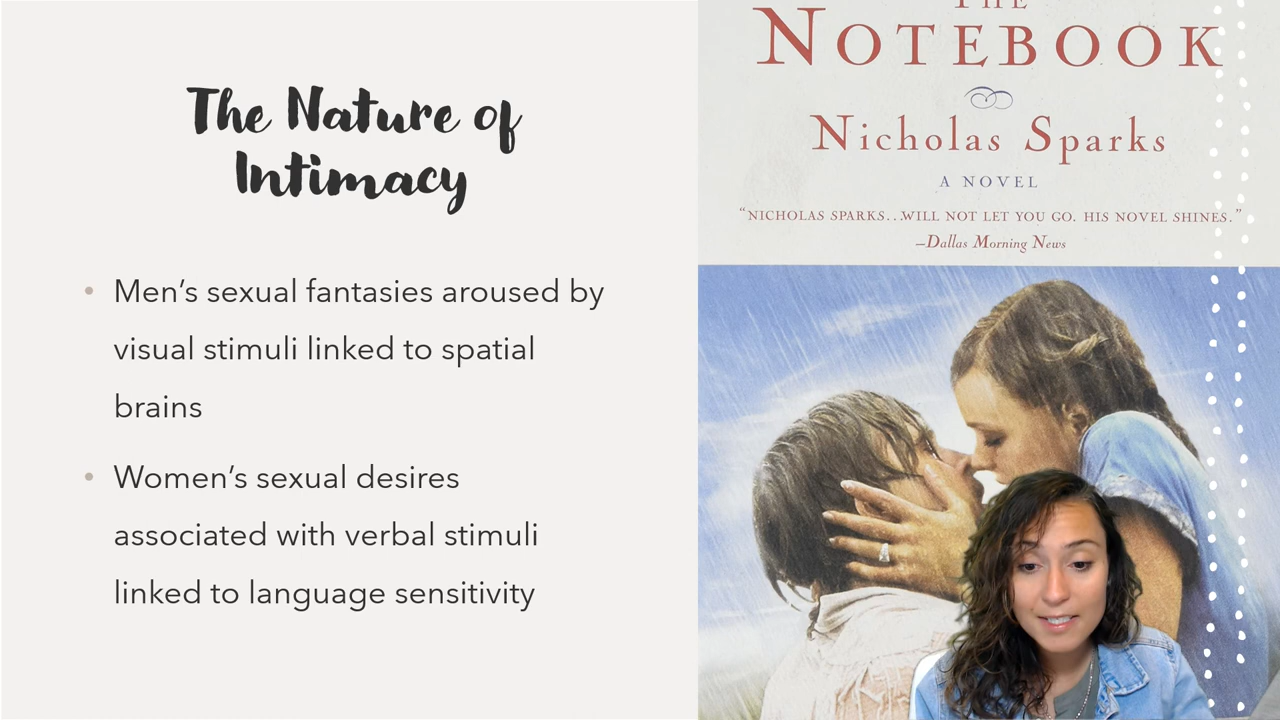 The Nature of
Intimacy
• Men’s sexual fantasies aroused by
visual stimuli linked to spatial
brains
• Women’s sexual desires
associated with verbal stimuli
linked to language sensitivity
THE
NOTEBOOK
Nicholas Sparks
A NOVEL
“NICHOLAS SPARKS...WILL NOT LET YOU GO. HIS NOVEL SHINES.”
–Dallas Morning News